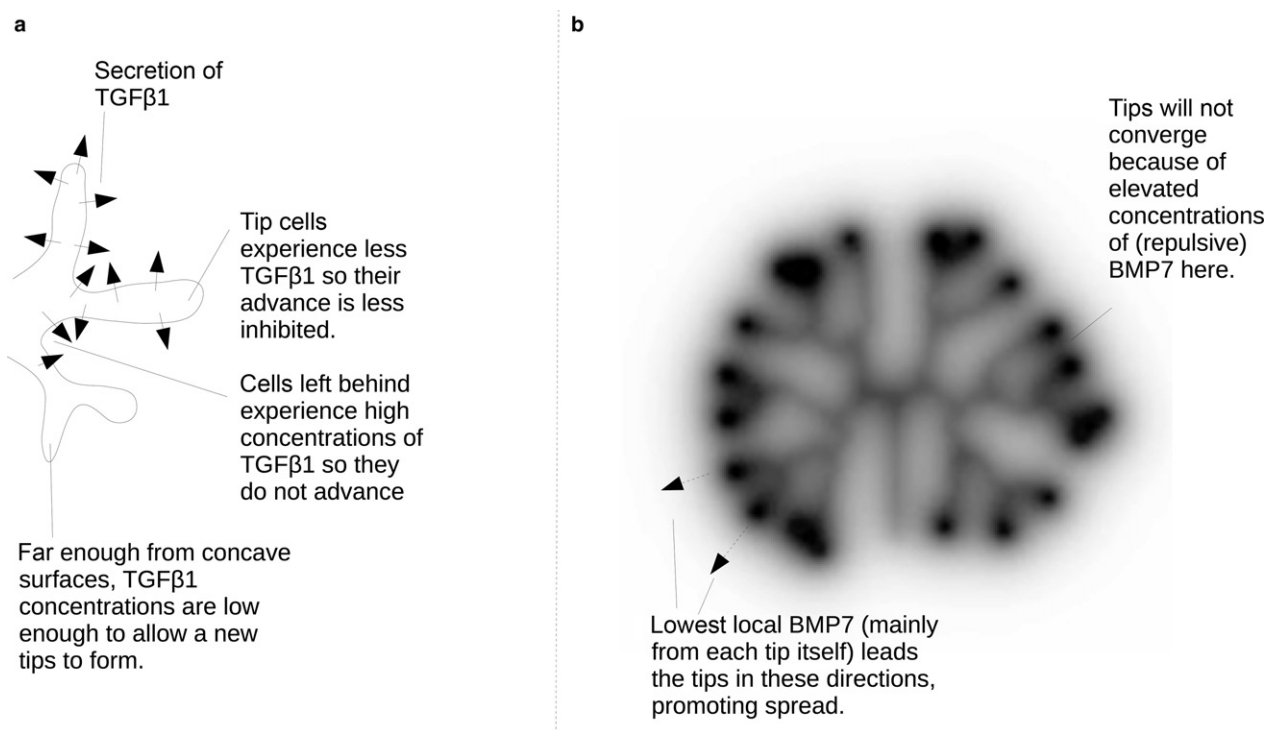 a
Secretion of
TGFβ1
Tip cells
experience less
TGFβ1 so their
advance is less
inhibited.
Cells left behind
experience high
concentrations of
TGFβ1 so they
do not advance
Far enough from concave
surfaces, TGFβ1
concentrations are low
enough to allow a new
tips to form.
b
Tips will not
converge
because of
elevated
concentrations
of (repulsive)
BMP7 here.
Lowest local BMP7 (mainly
from each tip itself) leads
the tips in these directions,
promoting spread.